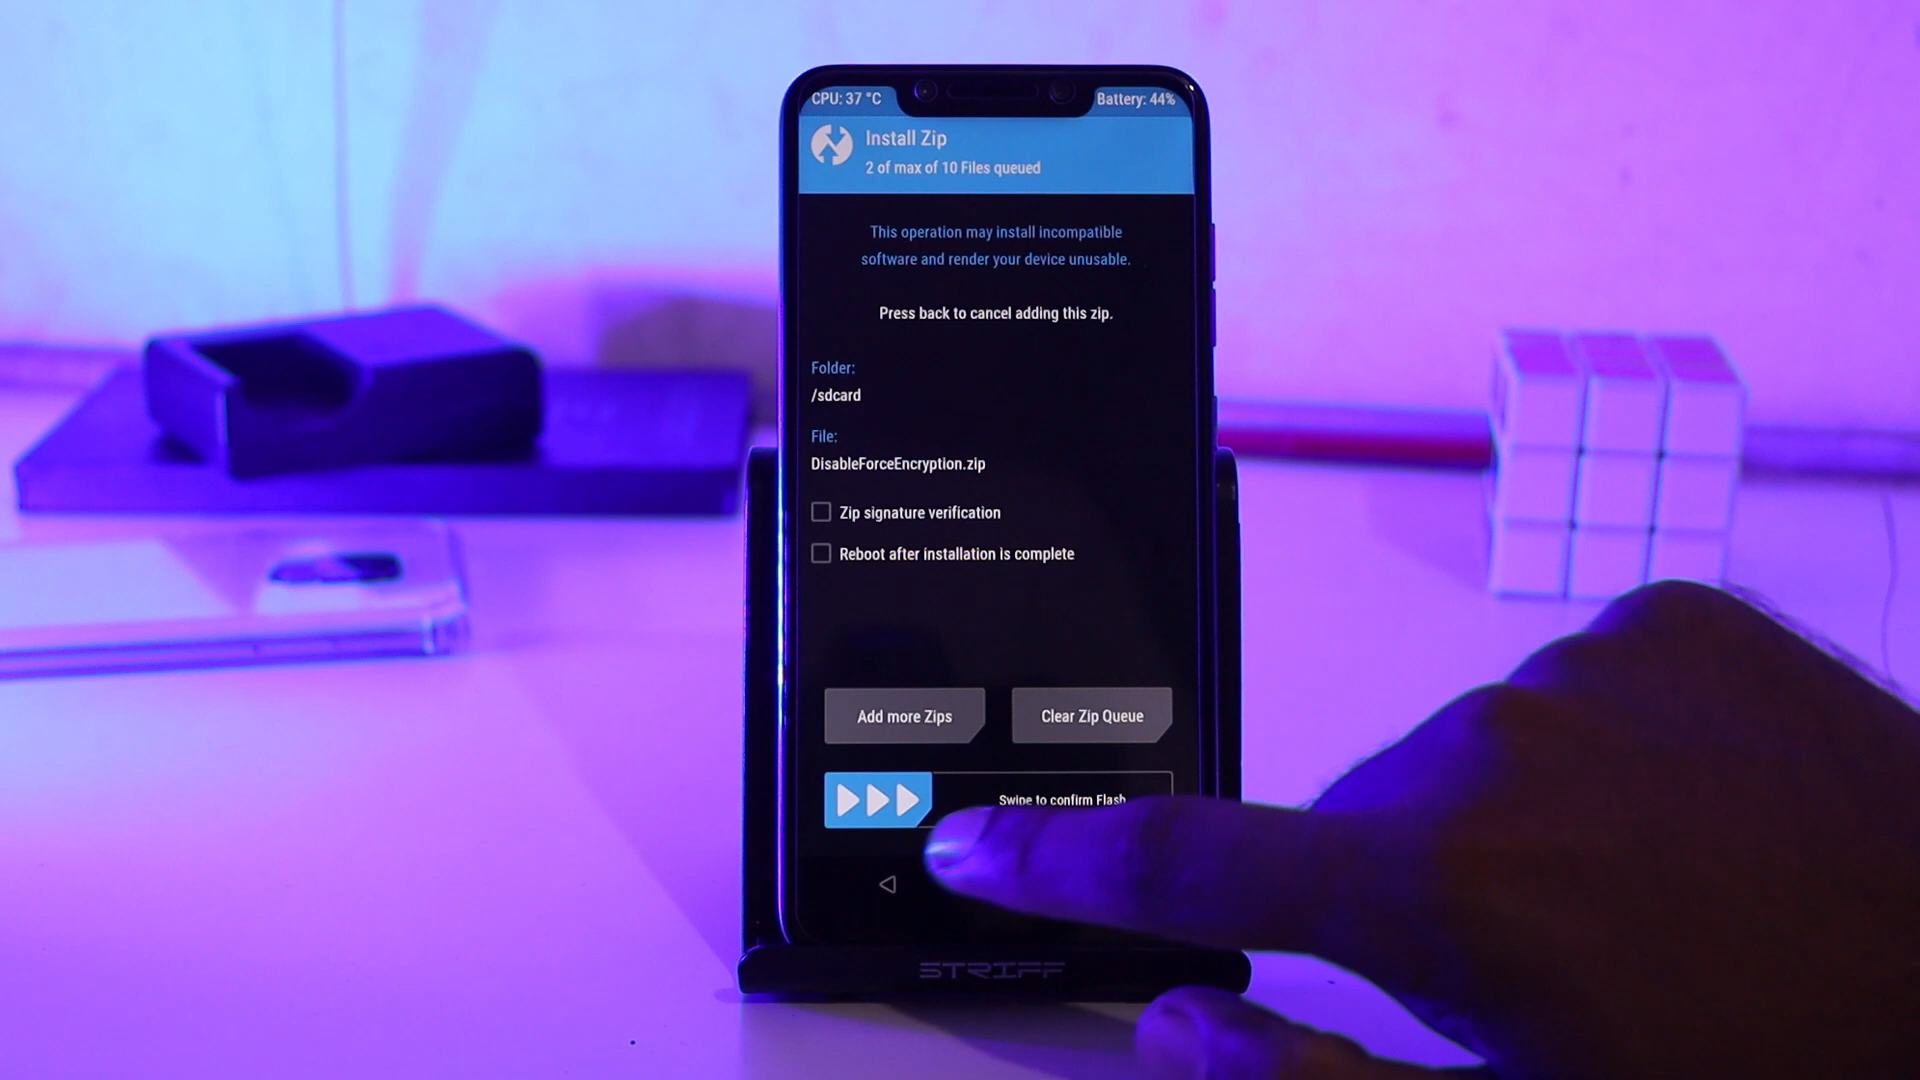 CPU: 37 °C
Battery: 44%
Install Zip
2 of max of 10 Files queued
This operation may install incompatible
software and render your device unusable.
Press back to cancel adding this zip.
Folder:
/sdcard
File:
DisableForceEncryption.zip
Zip signature verification
Reboot after installation is complete
Add more Zips
Clear Zip Queue
Swipe to confirm Flash
STRIFF